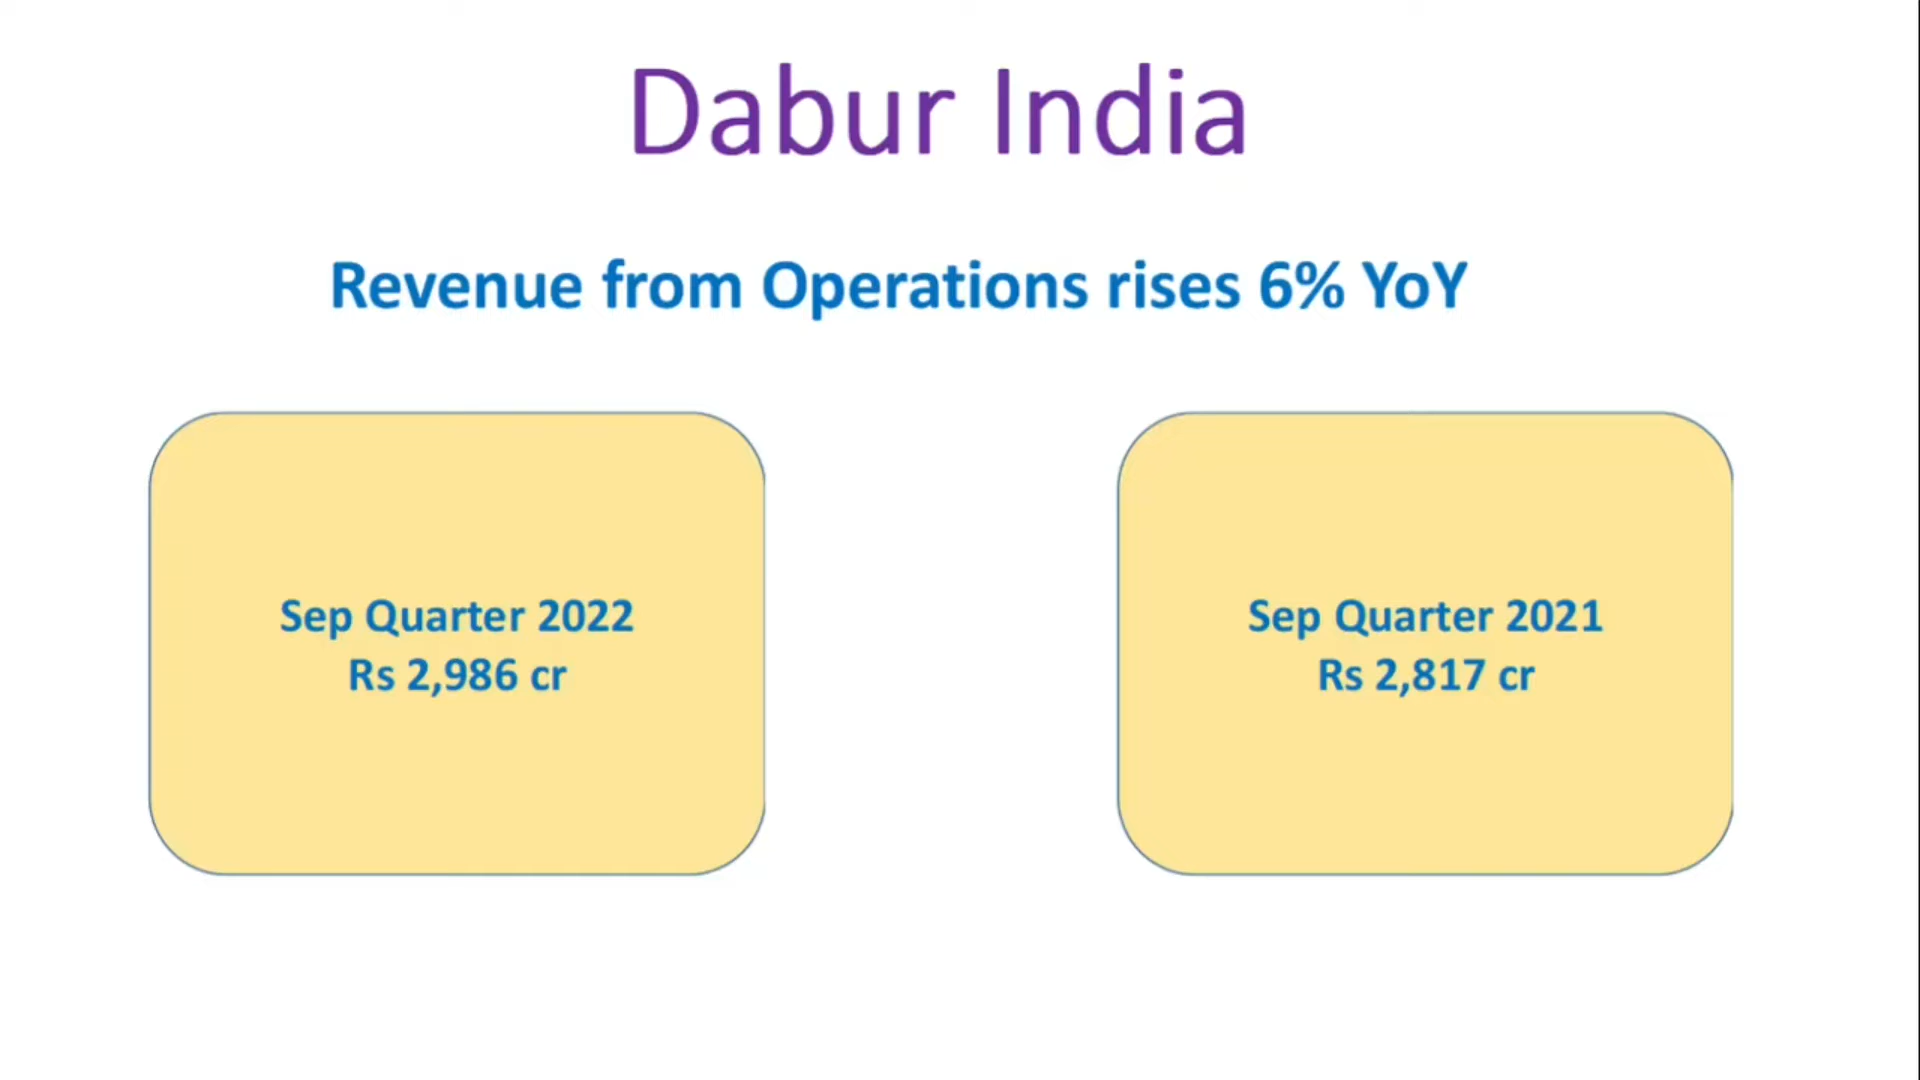 Dabur India
Revenue from Operations rises 6% YoY
Sep Quarter 2022
Rs 2,986 cr
Sep Quarter 2021
Rs 2,817 cr